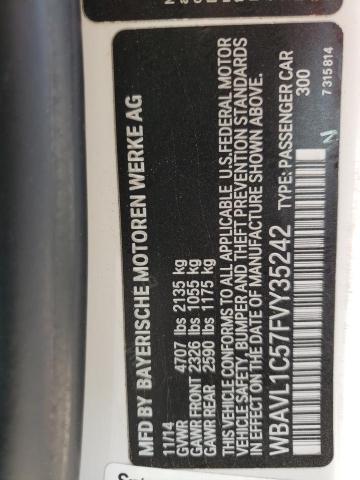 MFD BY BAYERISCHE MOTOREN WERKE AG
11/14
GVWR 4707 lbs 2135 kg
GAWR FRONT 2326 lbs 1055 kg
GAWR REAR 2590 lbs 1175 kg
THIS VEHICLE CONFORMS TO ALL APPLICABLE U.S. FEDERAL MOTOR
VEHICLE SAFETY, BUMPER AND THEFT PREVENTION STANDARDS
IN EFFECT ON THE DATE OF MANUFACTURE SHOWN ABOVE.
WBAVL1C57FVY35242 TYPE: PASSENGER CAR
300
N 7 315 814